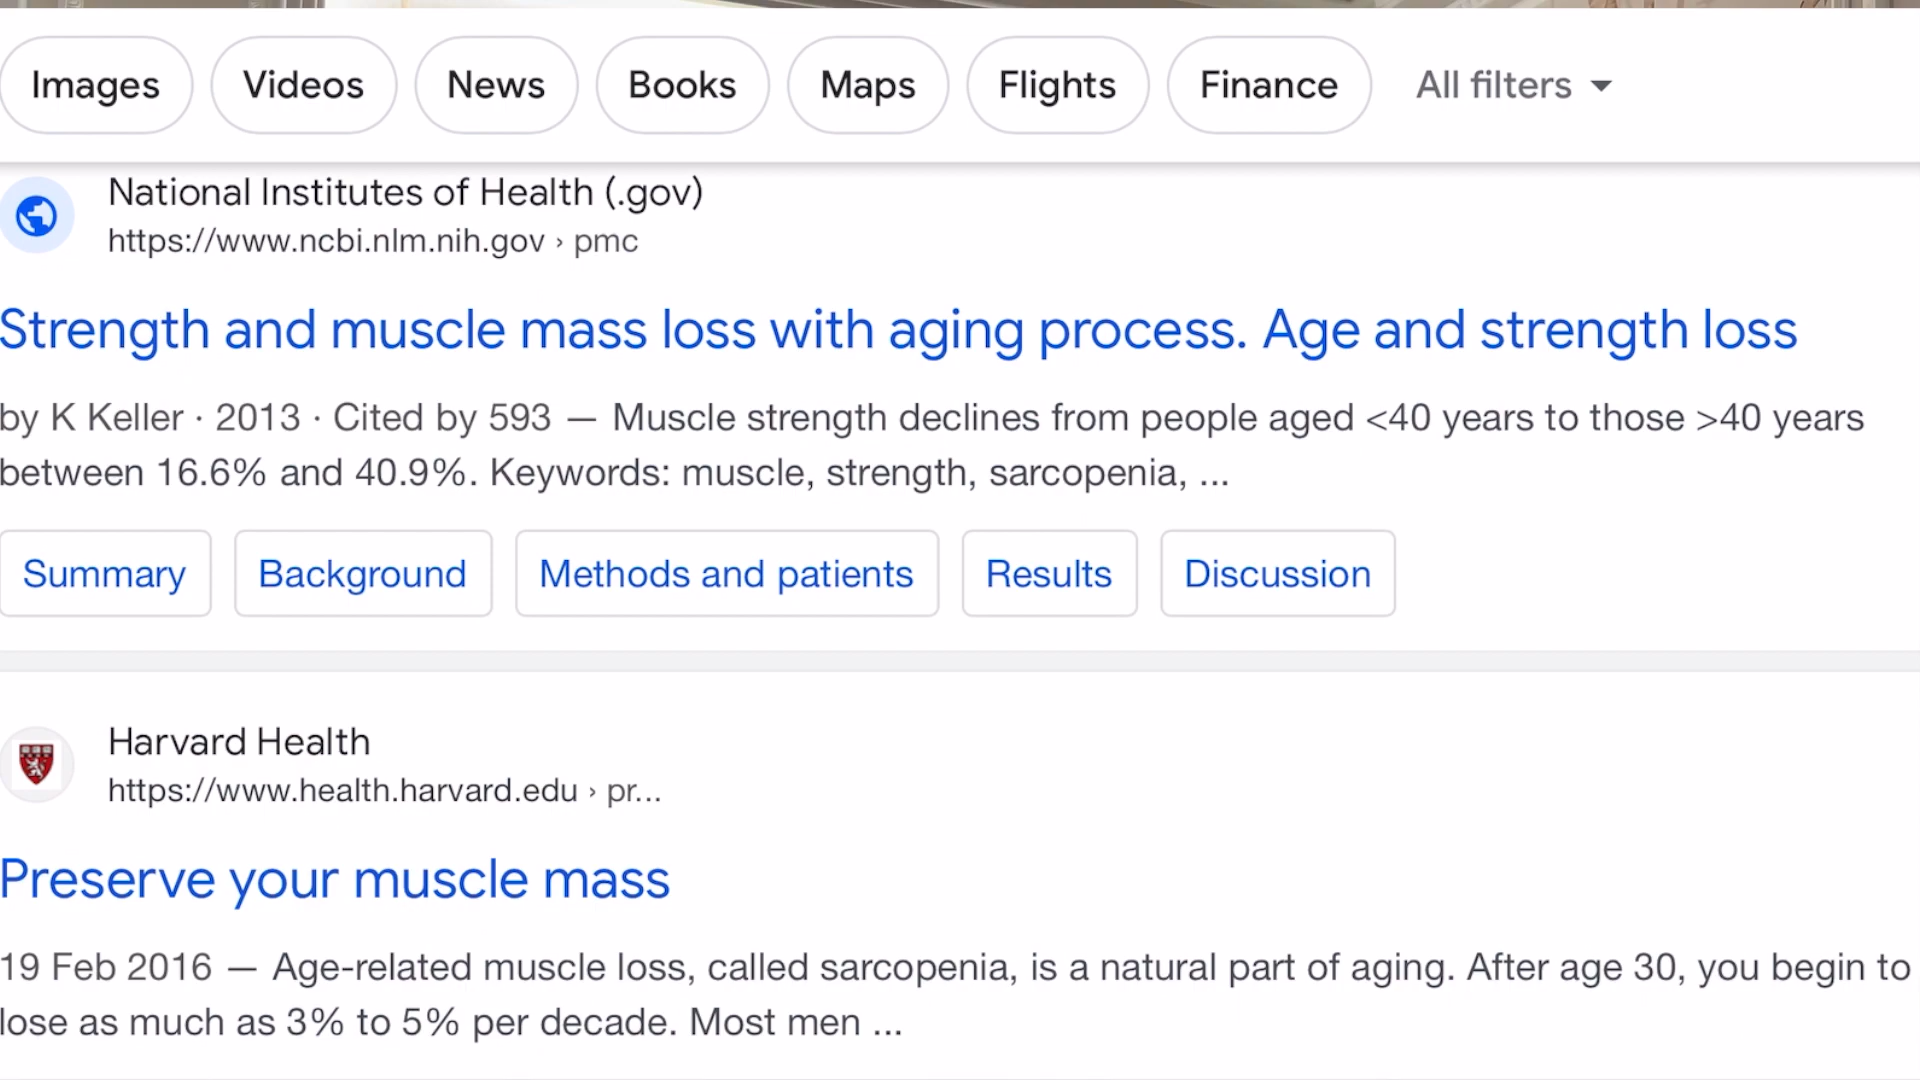 Images Videos News Books Maps Flights Finance All filters
National Institutes of Health (.gov)
https://www.ncbi.nlm.nih.gov › pmc
Strength and muscle mass loss with aging process. Age and strength loss
by K Keller · 2013 · Cited by 593 — Muscle strength declines from people aged <40 years to those >40 years
between 16.6% and 40.9%. Keywords: muscle, strength, sarcopenia, ...
Summary Background Methods and patients Results Discussion
Harvard Health
https://www.health.harvard.edu › pr...
Preserve your muscle mass
19 Feb 2016 — Age-related muscle loss, called sarcopenia, is a natural part of aging. After age 30, you begin to
lose as much as 3% to 5% per decade. Most men ...